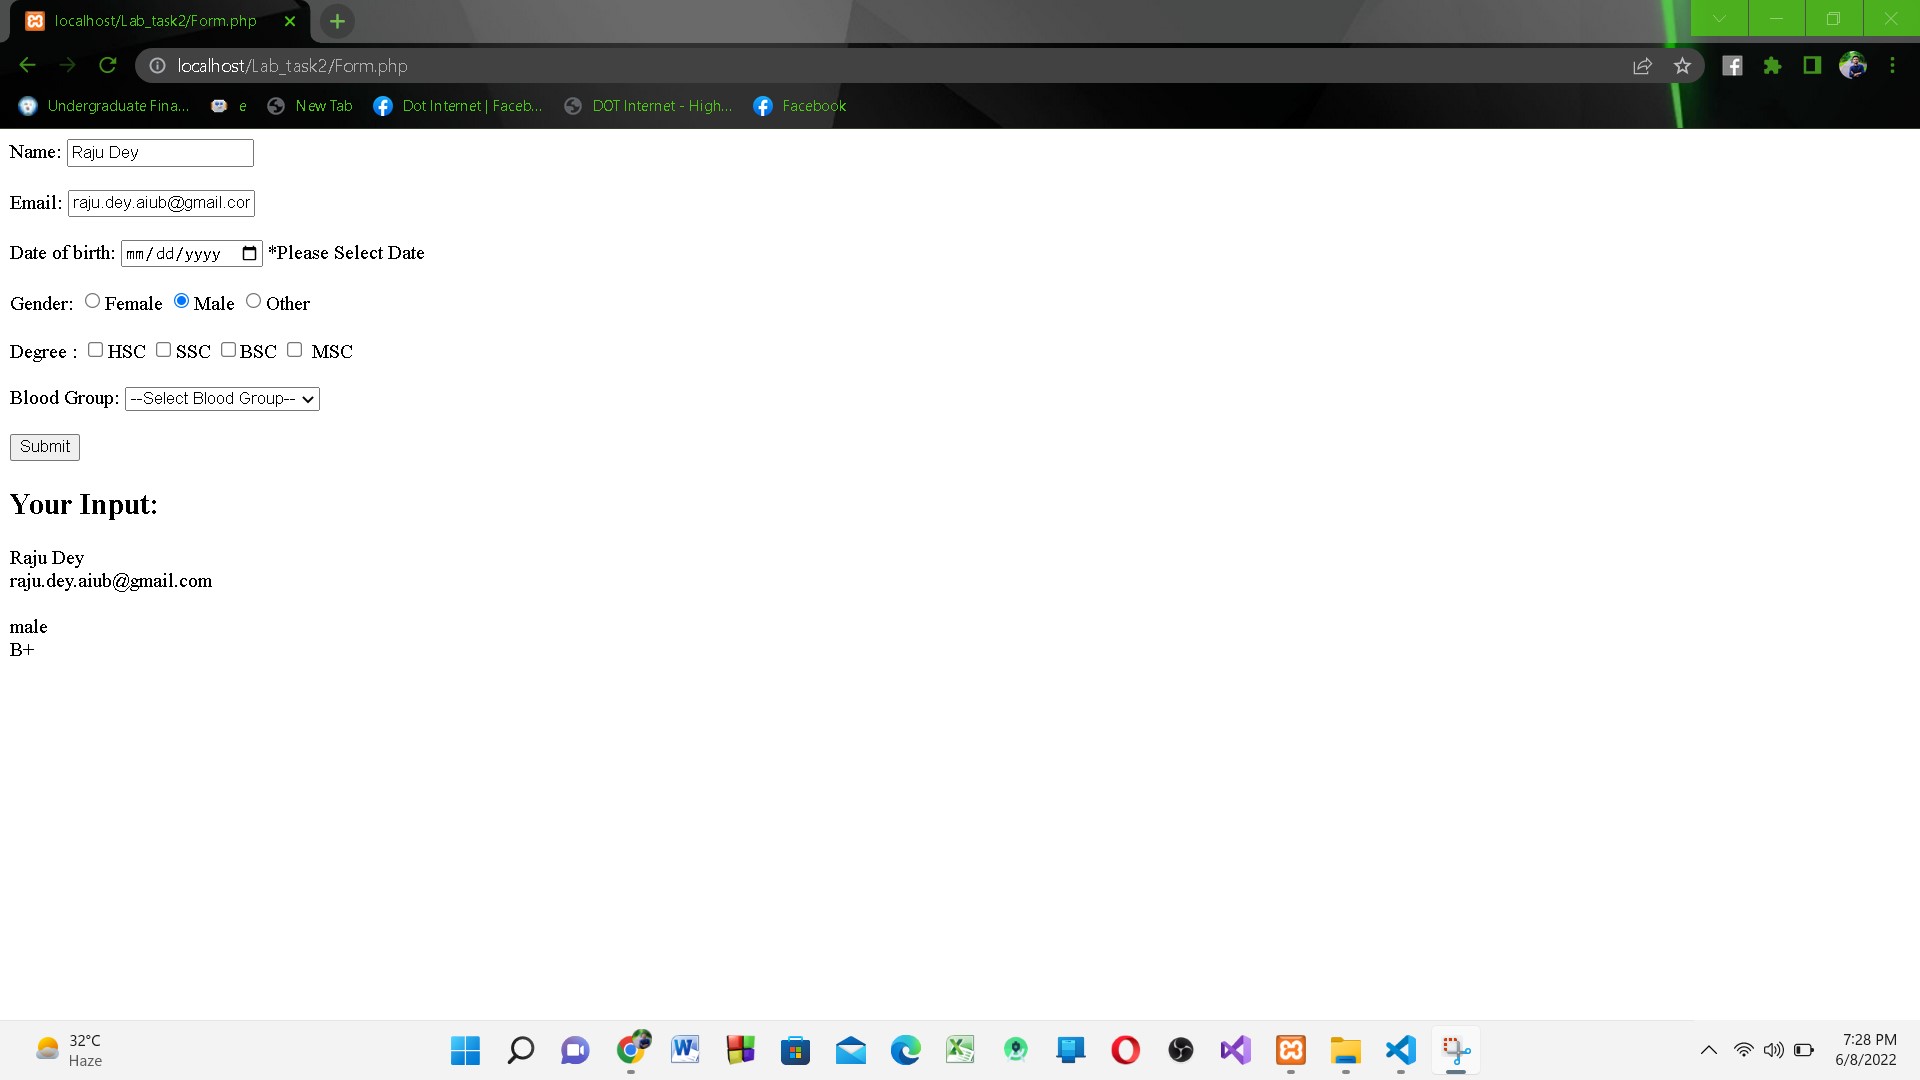 localhost/Lab_task2/Form.php
localhost/Lab_task2/Form.php
Undergraduate Fina... e New Tab Dot Internet | Faceb... DOT Internet - High... Facebook
Name: Raju Dey
Email: raju.dey.aiub@gmail.cor
Date of birth: mm/dd/yyyy *Please Select Date
Gender: Female Male Other
Degree : HSC SSC BSC MSC
Blood Group: --Select Blood Group--
Submit
Your Input:
Raju Dey
raju.dey.aiub@gmail.com
male
B+
32°C
Haze
7:28 PM
6/8/2022